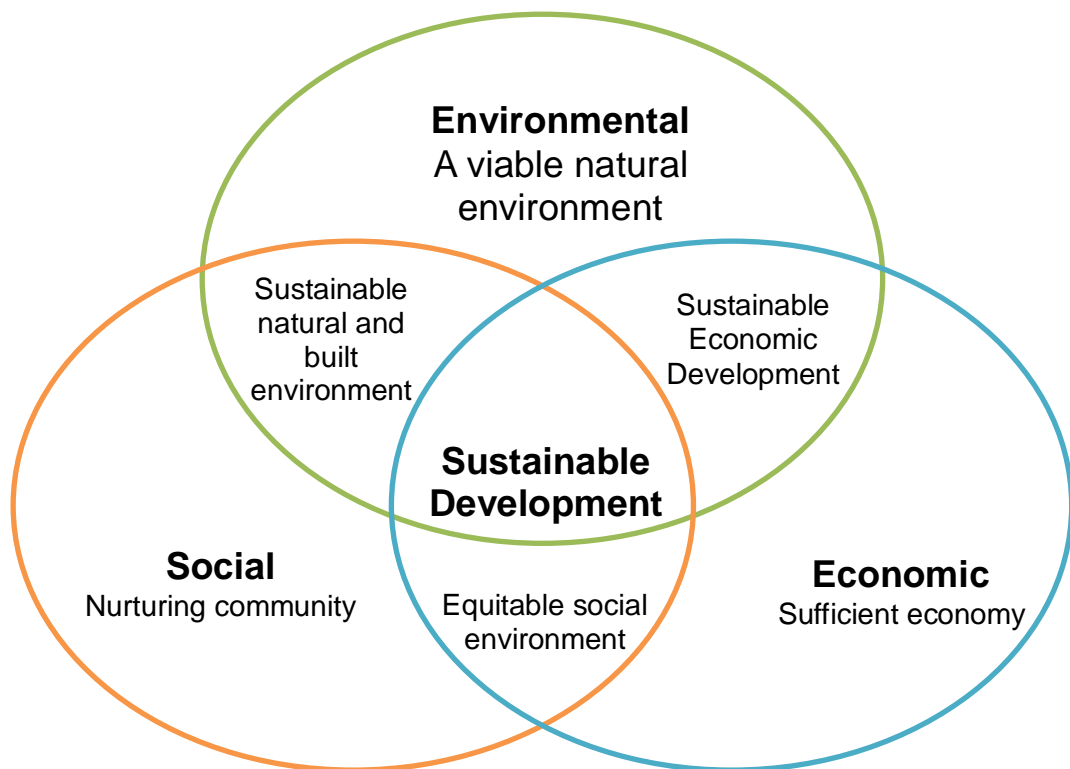 Environmental
A viable natural
environment
Sustainable
natural and
built
environment
Sustainable
Economic
Development
Sustainable
Development
Social
Nurturing community
Equitable social
environment
Economic
Sufficient economy